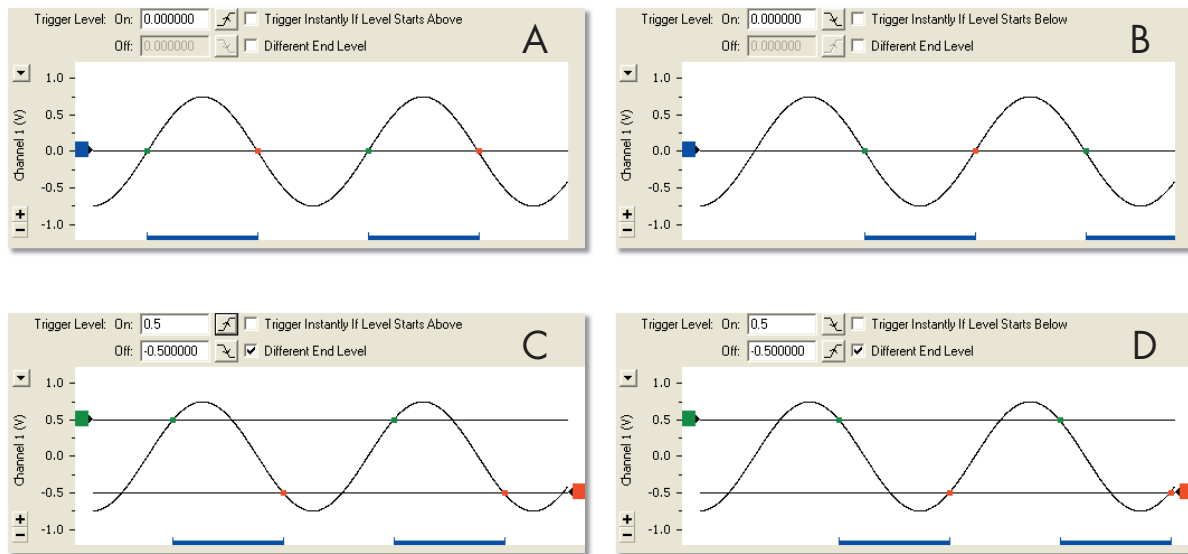 Trigger Level: On: 0.000000 Trigger Instantly If Level Starts Above
Off: 0.000000 Different End Level
A
1.0
0.5
0.0
-0.5
-1.0
Channel 1 (V)
+
−
Trigger Level: On: 0.000000 Trigger Instantly If Level Starts Below
Off: 0.000000 Different End Level
B
1.0
0.5
0.0
-0.5
-1.0
Channel 1 (V)
+
−
Trigger Level: On: 0.5 Trigger Instantly If Level Starts Above
Off: -0.500000 Different End Level
C
1.0
0.5
0.0
-0.5
-1.0
Channel 1 (V)
+
−
Trigger Level: On: 0.5 Trigger Instantly If Level Starts Below
Off: -0.500000 Different End Level
D
1.0
0.5
0.0
-0.5
-1.0
Channel 1 (V)
+
−